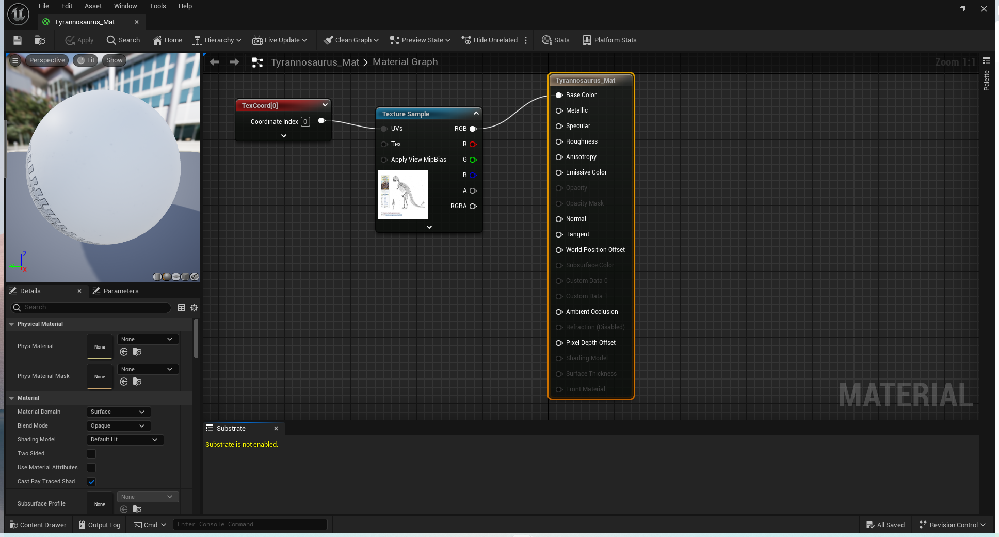 File Edit Asset Window Tools Help
Tyrannosaurus_Mat
Apply Search Home Hierarchy Live Update Clean Graph Preview State Hide Unrelated Stats Platform Stats
Perspective Lit Show
Tyrannosaurus_Mat > Material Graph
Zoom 1:1
Palette
TexCoord[0]
Coordinate Index 0
Texture Sample
UVs RGB
Tex R
Apply View MipBias G
B
A
RGBA
Tyrannosaurus_Mat
Base Color
Metallic
Specular
Roughness
Anisotropy
Emissive Color
Opacity
Opacity Mask
Normal
Tangent
World Position Offset
Subsurface Color
Custom Data 0
Custom Data 1
Ambient Occlusion
Refraction (Disabled)
Pixel Depth Offset
Shading Model
Surface Thickness
Front Material
MATERIAL
Z
X
Details Parameters
Search
Physical Material
Phys Material None None
Phys Material Mask None None
Material
Material Domain Surface
Blend Mode Opaque
Shading Model Default Lit
Two Sided
Use Material Attributes
Cast Ray Traced Shad...
Subsurface Profile None None
Substrate
Substrate is not enabled.
Content Drawer Output Log Cmd Enter Console Command All Saved Revision Control